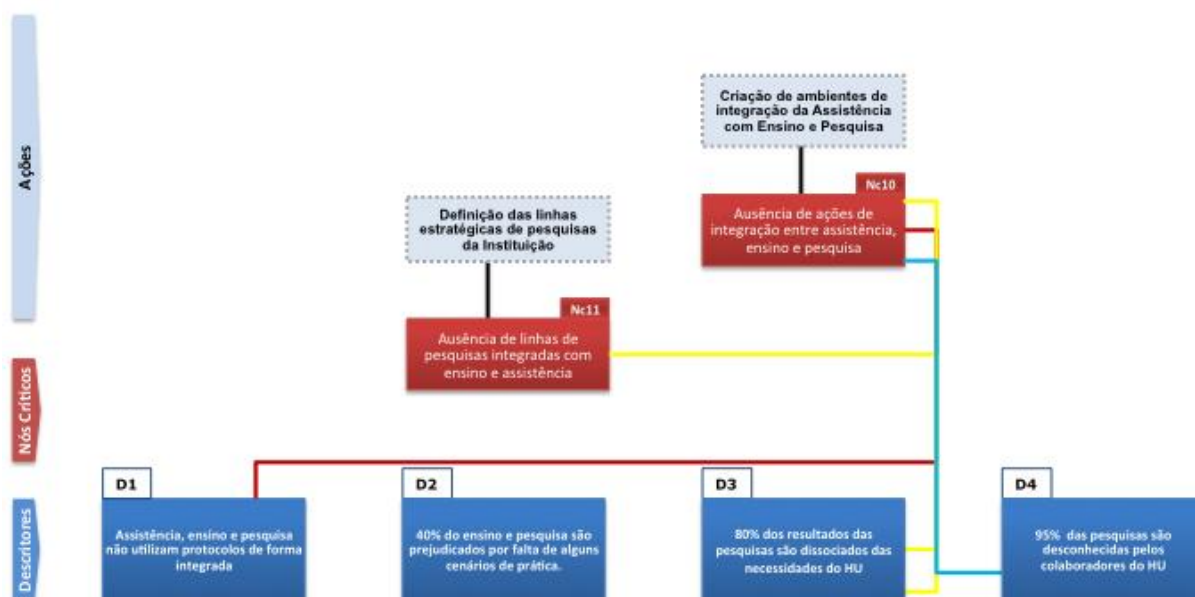 Ações
Criação de ambientes de
integração da Assistência
com Ensino e Pesquisa
Nc10
Ausência de ações de
integração entre assistência,
ensino e pesquisa
Definição das linhas
estratégicas de pesquisas
da Instituição
Nc11
Ausência de linhas de
pesquisas integradas com
ensino e assistência
Nós Críticos
Descritores
D1
Assistência, ensino e pesquisa
não utilizam protocolos de forma
integrada
D2
40% do ensino e pesquisa são
prejudicados por falta de alguns
cenários de prática.
D3
80% dos resultados das
pesquisas são dissociados das
necessidades do HU
D4
95% das pesquisas são
desconhecidas pelos
colaboradores do HU